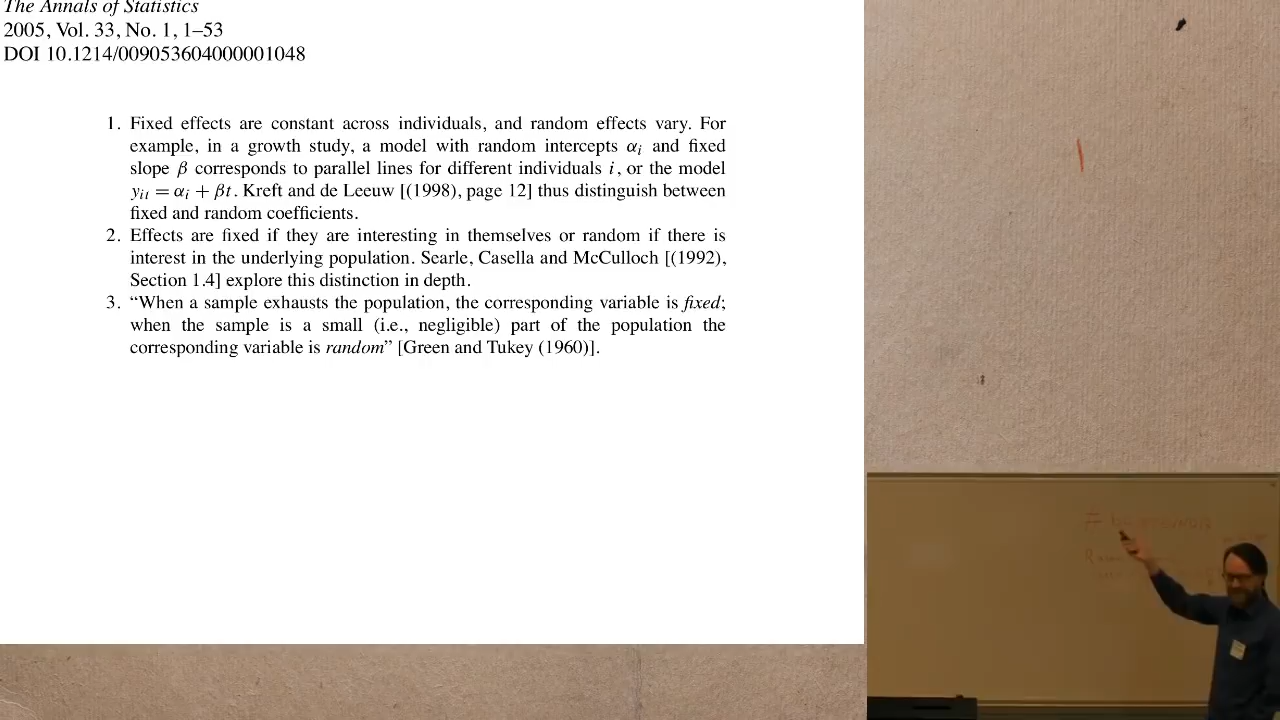 The Annals of Statistics
2005, Vol. 33, No. 1, 1–53
DOI 10.1214/009053604000001048
1. Fixed effects are constant across individuals, and random effects vary. For
example, in a growth study, a model with random intercepts αi and fixed
slope β corresponds to parallel lines for different individuals i, or the model
yit = αi + βt. Kreft and de Leeuw [(1998), page 12] thus distinguish between
fixed and random coefficients.
2. Effects are fixed if they are interesting in themselves or random if there is
interest in the underlying population. Searle, Casella and McCulloch [(1992),
Section 1.4] explore this distinction in depth.
3. “When a sample exhausts the population, the corresponding variable is fixed;
when the sample is a small (i.e., negligible) part of the population the
corresponding variable is random” [Green and Tukey (1960)].